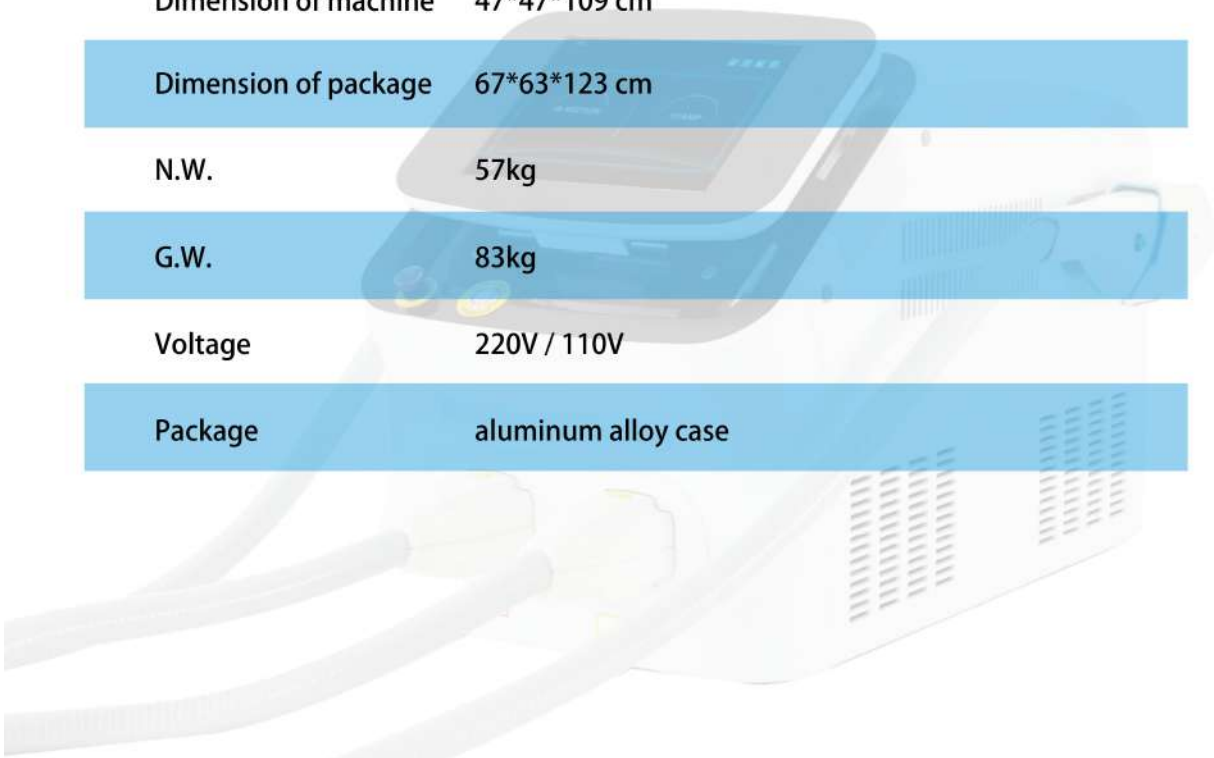 Dimension of machine 47*47*109 cm
Dimension of package 67*63*123 cm
N.W. 57kg
G.W. 83kg
Voltage 220V / 110V
Package aluminum alloy case